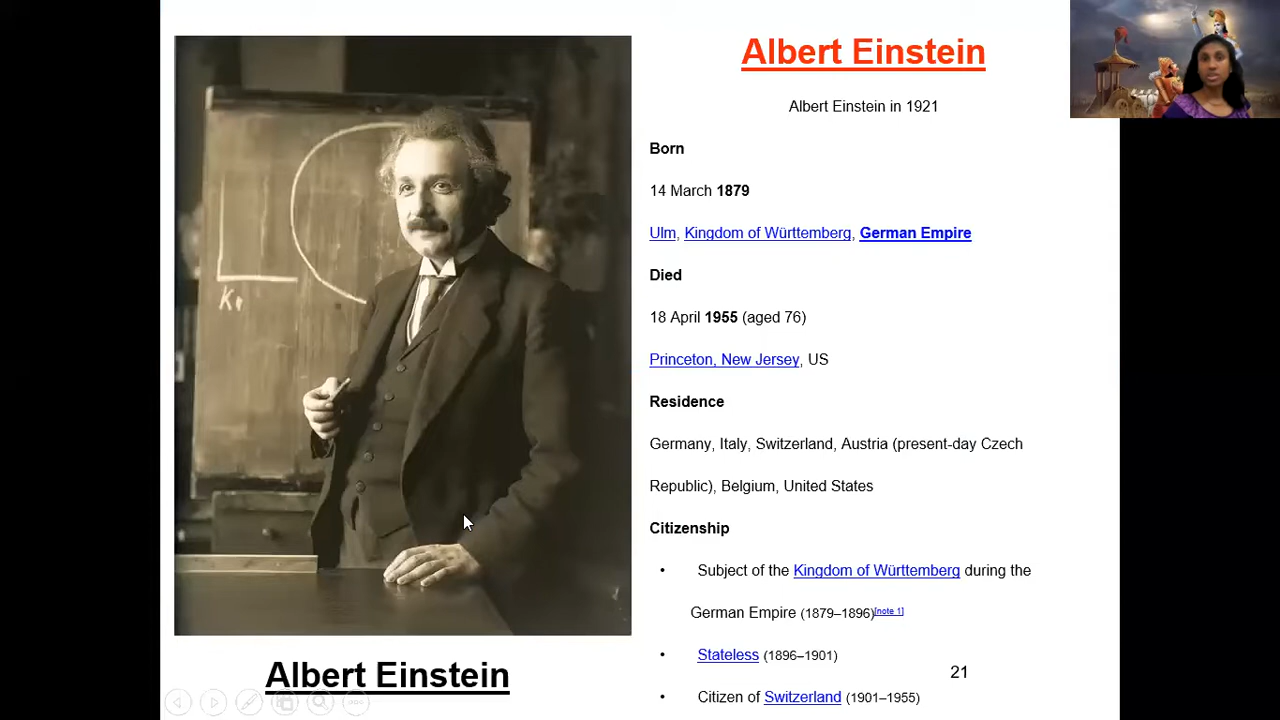 Albert Einstein
Albert Einstein in 1921
Born
14 March 1879
Ulm, Kingdom of Württemberg, German Empire
Died
18 April 1955 (aged 76)
Princeton, New Jersey, US
Residence
Germany, Italy, Switzerland, Austria (present-day Czech
Republic), Belgium, United States
Citizenship
• Subject of the Kingdom of Württemberg during the
German Empire (1879–1896)[note 1]
• Stateless (1896–1901)
• Citizen of Switzerland (1901–1955)
21
Albert Einstein